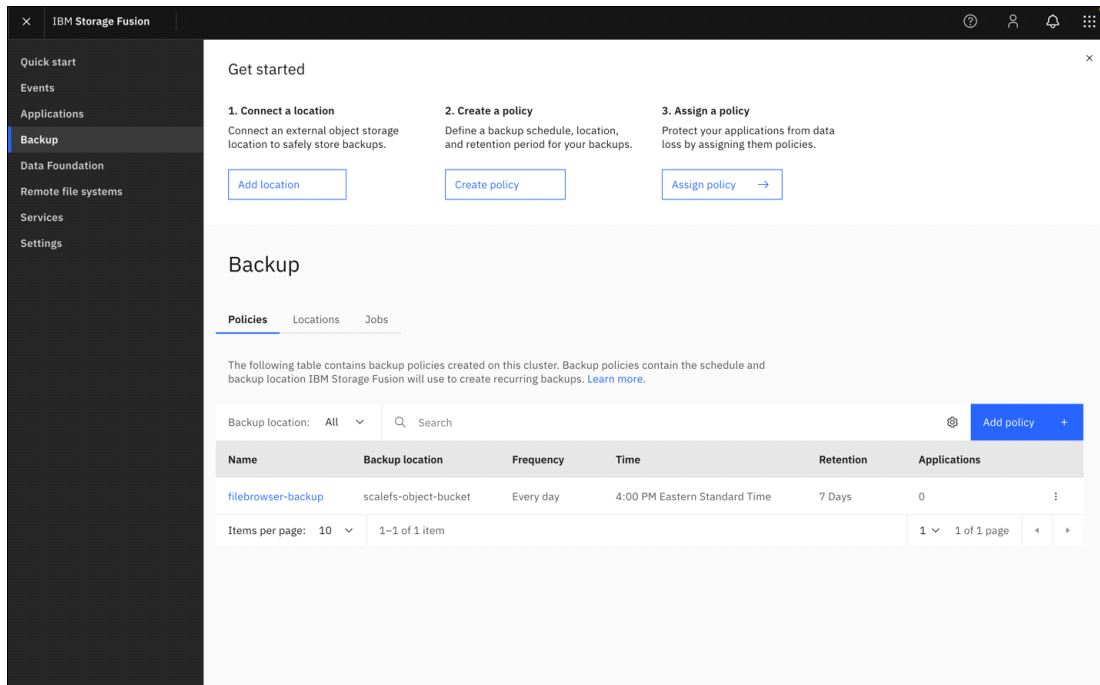 IBM Storage Fusion
Quick start
Events
Applications
Backup
Data Foundation
Remote file systems
Services
Settings
Get started
1. Connect a location
Connect an external object storage
location to safely store backups.
Add location
2. Create a policy
Define a backup schedule, location,
and retention period for your backups.
Create policy
3. Assign a policy
Protect your applications from data
loss by assigning them policies.
Assign policy
Backup
Policies Locations Jobs
The following table contains backup policies created on this cluster. Backup policies contain the schedule and
backup location IBM Storage Fusion will use to create recurring backups. Learn more.
Backup location: All Search Add policy +
Name Backup location Frequency Time Retention Applications
filebrowser-backup scalefs-object-bucket Every day 4:00 PM Eastern Standard Time 7 Days 0
Items per page: 10 1–1 of 1 item 1 1 of 1 page